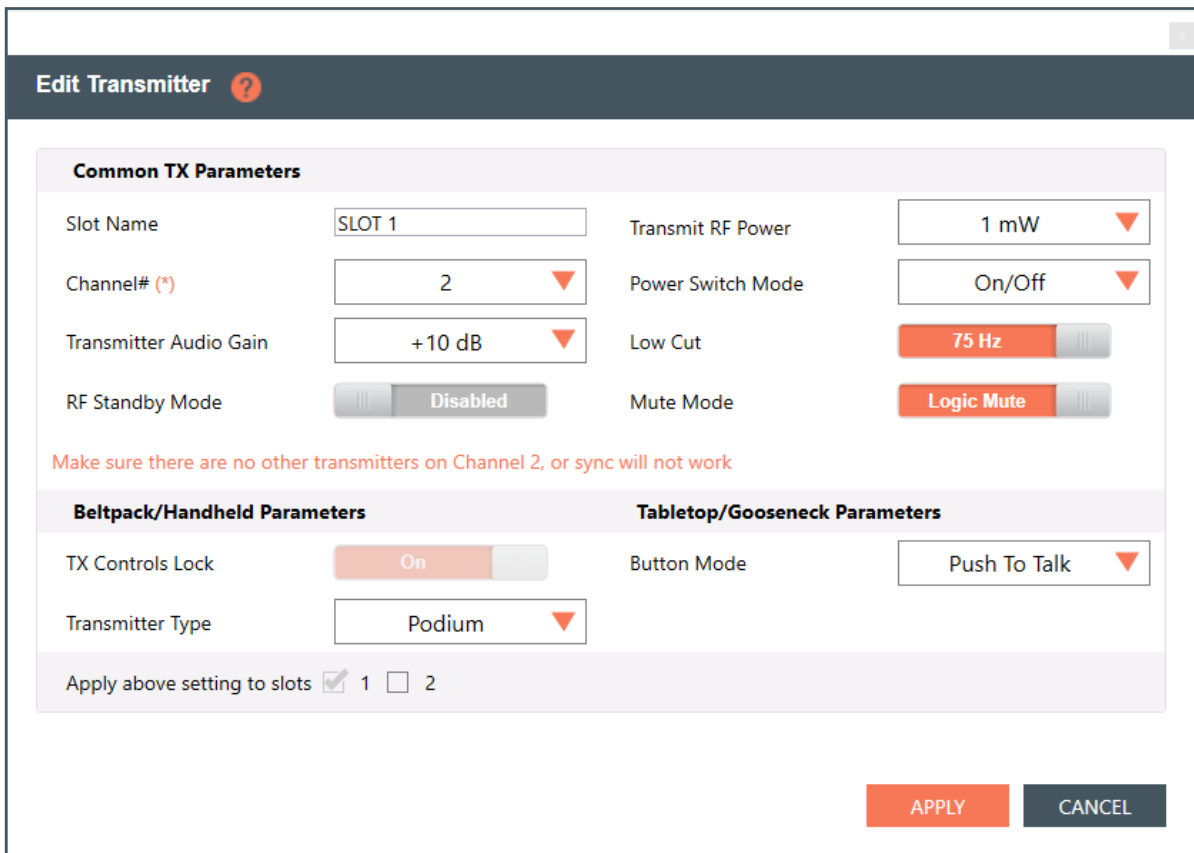 x
Edit Transmitter ?
Common TX Parameters
Slot Name SLOT 1 Transmit RF Power 1 mW
Channel# (*) 2 Power Switch Mode On/Off
Transmitter Audio Gain +10 dB Low Cut 75 Hz
RF Standby Mode Disabled Mute Mode Logic Mute
Make sure there are no other transmitters on Channel 2, or sync will not work
Beltpack/Handheld Parameters Tabletop/Gooseneck Parameters
TX Controls Lock On Button Mode Push To Talk
Transmitter Type Podium
Apply above setting to slots 1 2
APPLY CANCEL